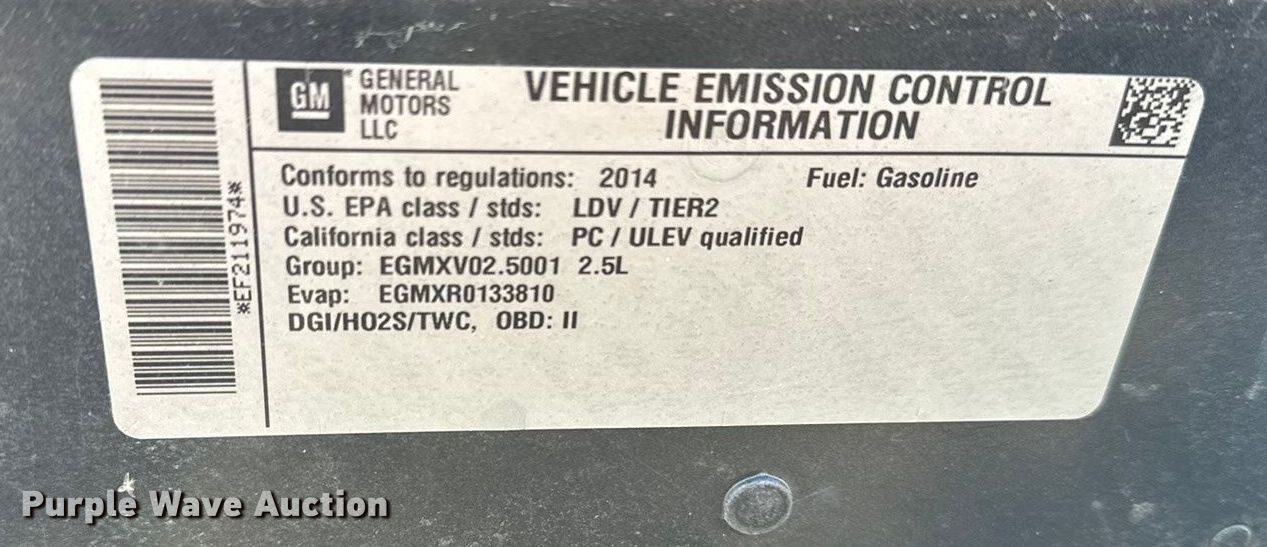 GM
GENERAL
MOTORS
LLC
VEHICLE EMISSION CONTROL
INFORMATION
Conforms to regulations: 2014 Fuel: Gasoline
U.S. EPA class / stds: LDV / TIER2
California class / stds: PC / ULEV qualified
Group: EGMXV02.5001 2.5L
Evap: EGMXR0133810
DGI/HO2S/TWC, OBD: II
*EF211974*
Purple Wave Auction